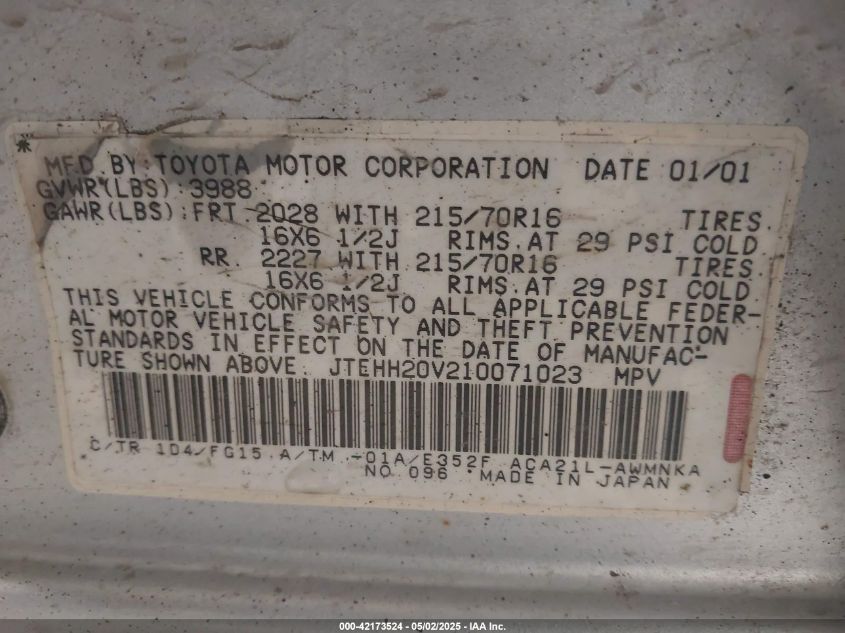 MFD. BY: TOYOTA MOTOR CORPORATION DATE 01/01
GVWR(LBS): 3988
GAWR(LBS): FRT 2028 WITH 215/70R16 TIRES.
16X6 1/2J RIMS. AT 29 PSI COLD
RR. 2227 WITH 215/70R16 TIRES.
16X6 1/2J RIMS. AT 29 PSI COLD
THIS VEHICLE CONFORMS TO ALL APPLICABLE FEDER-
AL MOTOR VEHICLE SAFETY AND THEFT PREVENTION
STANDARDS IN EFFECT ON THE DATE OF MANUFAC-
TURE SHOWN ABOVE. JTEHH20V210071023 MPV
C/TR 1D4/FG15 A/TM -01A/E352F ACA21L-AWMNKA
NO 096 MADE IN JAPAN
000-42173524 - 05/02/2025 - IAA Inc.